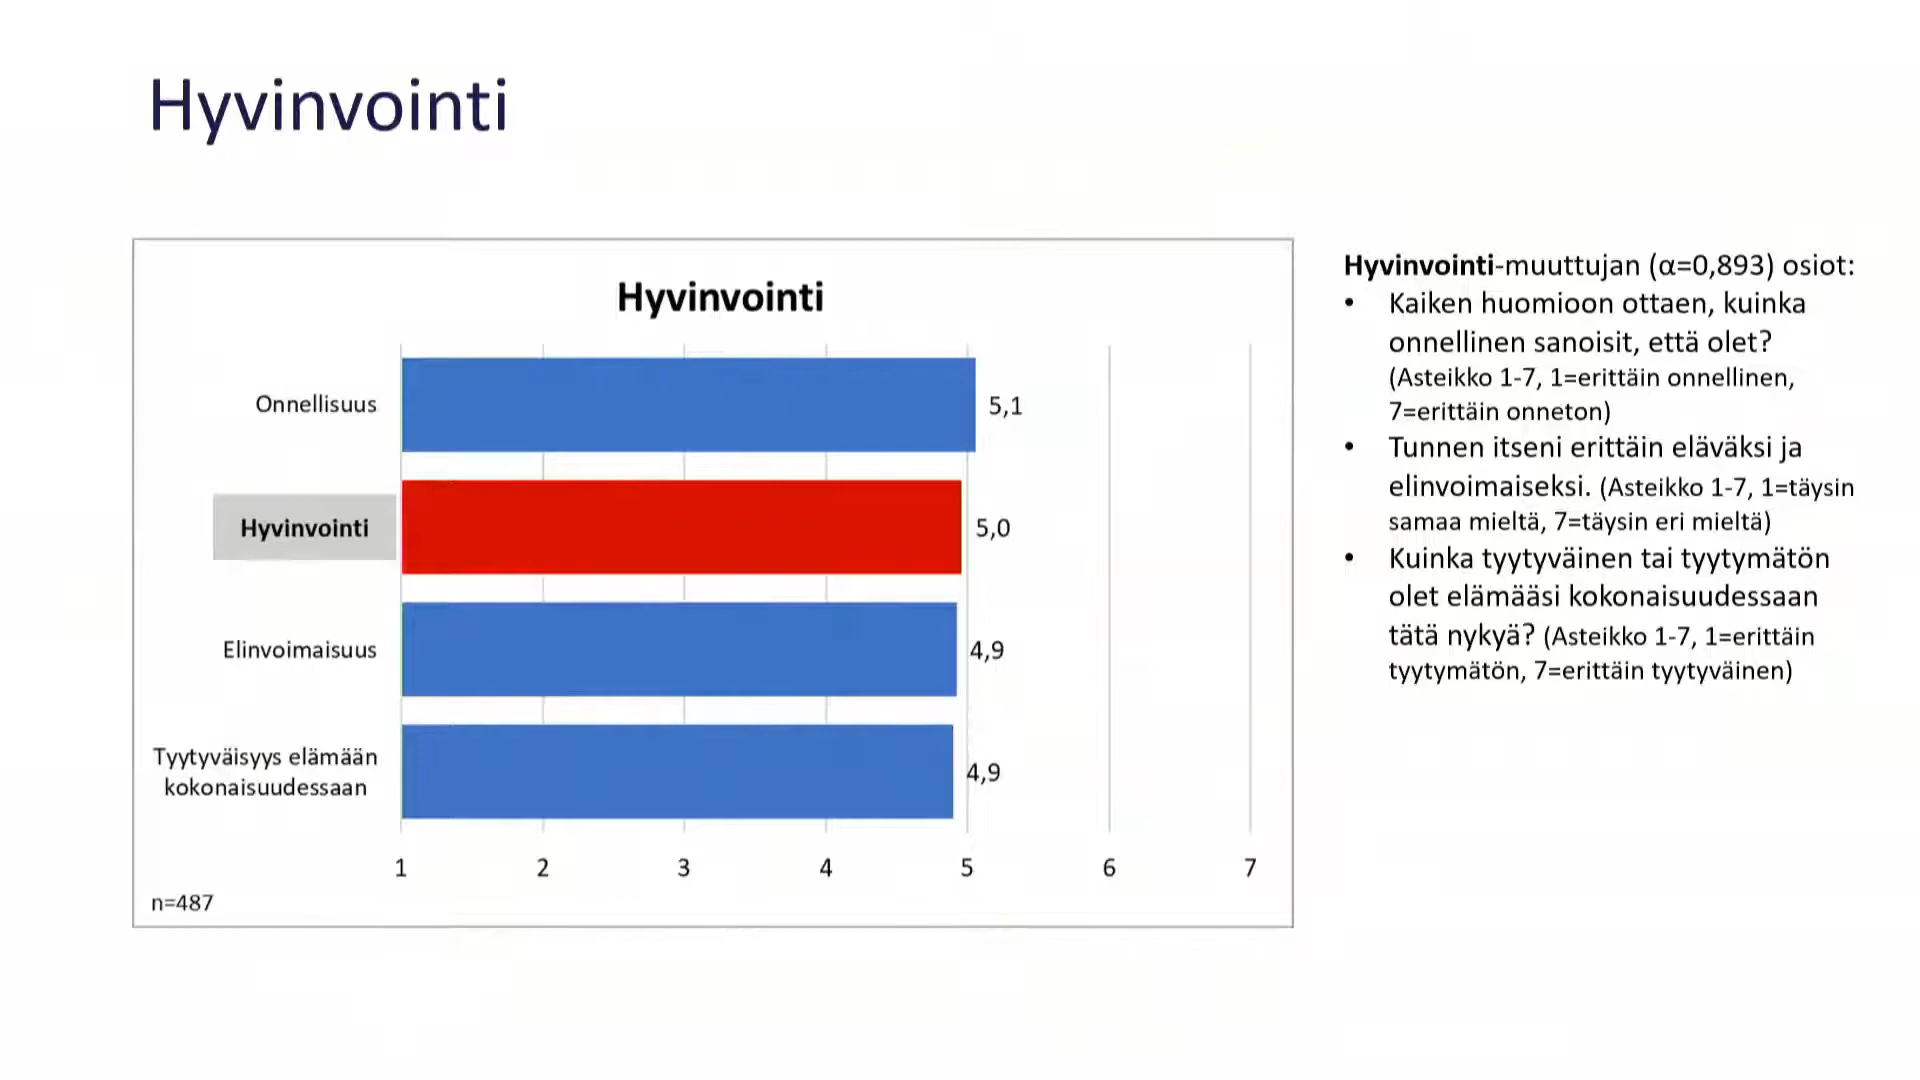 Hyvinvointi
Hyvinvointi
Onnellisuus
5,1
Hyvinvointi
5,0
Elinvoimaisuus
4,9
Tyytyväisyys elämään
kokonaisuudessaan
4,9
1 2 3 4 5 6 7
n=487
Hyvinvointi-muuttujan (α=0,893) osiot:
• Kaiken huomioon ottaen, kuinka
onnellinen sanoisit, että olet?
(Asteikko 1-7, 1=erittäin onnellinen,
7=erittäin onneton)
• Tunnen itseni erittäin eläväksi ja
elinvoimaiseksi. (Asteikko 1-7, 1=täysin
samaa mieltä, 7=täysin eri mieltä)
• Kuinka tyytyväinen tai tyytymätön
olet elämääsi kokonaisuudessaan
tätä nykyä? (Asteikko 1-7, 1=erittäin
tyytymätön, 7=erittäin tyytyväinen)